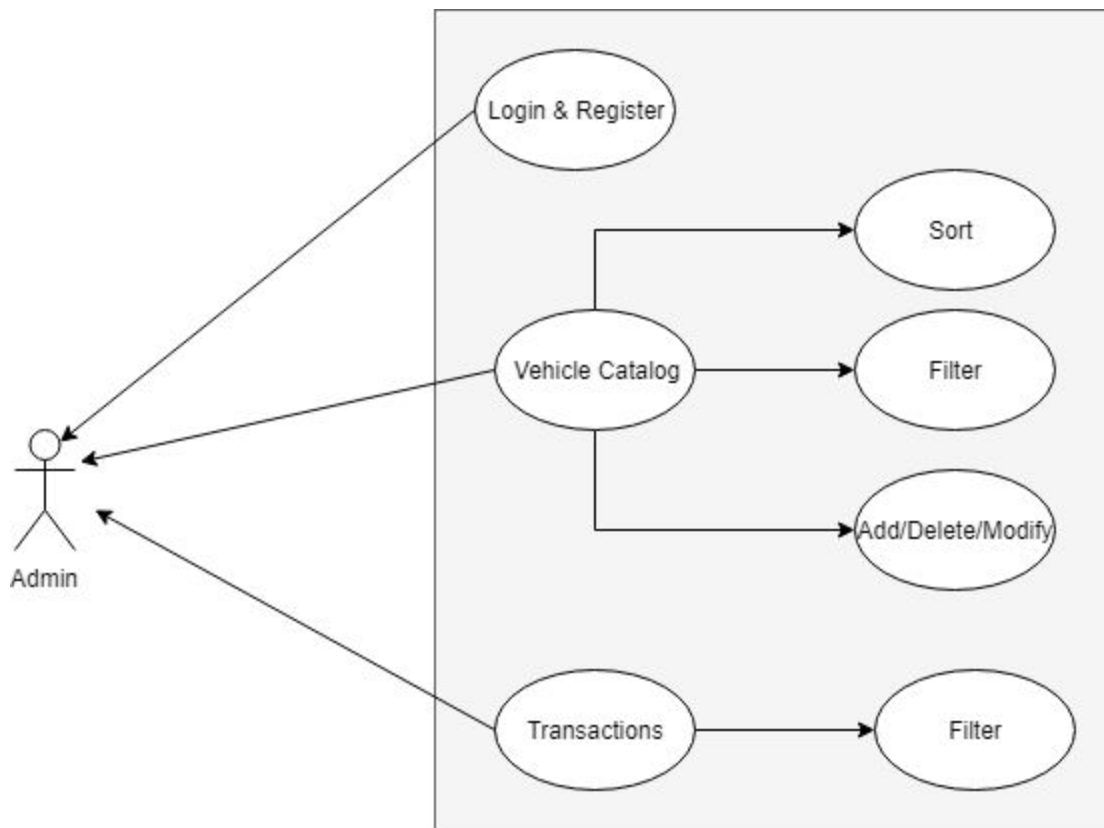 Login & Register
Sort
Vehicle Catalog
Filter
Add/Delete/Modify
Admin
Transactions
Filter